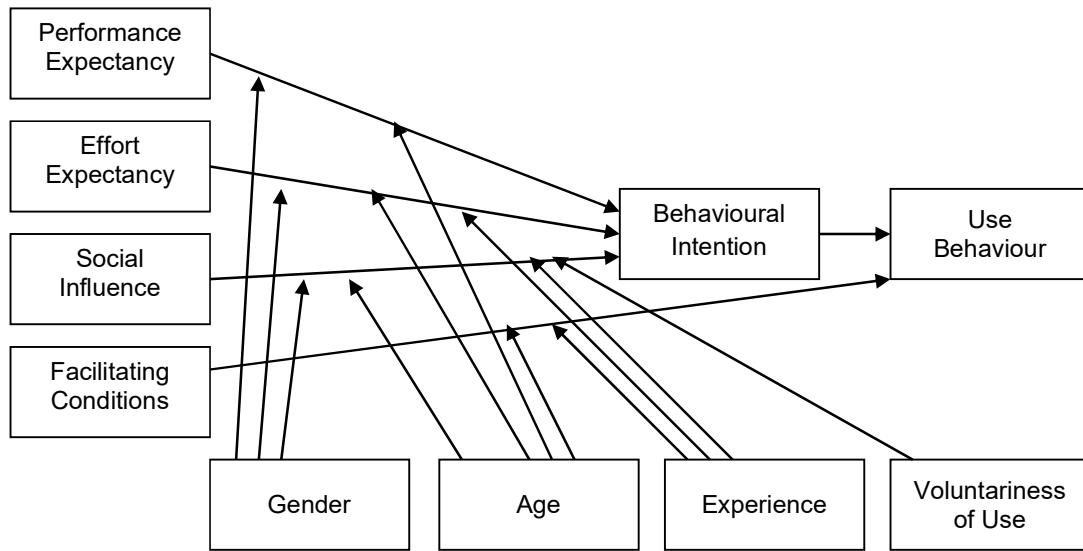 Performance
Expectancy
Effort
Expectancy
Social
Influence
Facilitating
Conditions
Behavioural
Intention
Use
Behaviour
Gender
Age
Experience
Voluntariness
of Use